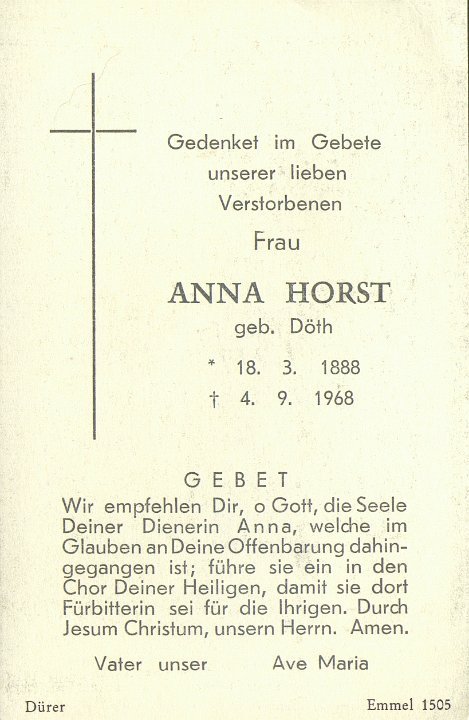 Gedenket im Gebete
unserer lieben
Verstorbenen
Frau
ANNA HORST
geb. Döth
* 18. 3. 1888
† 4. 9. 1968
GEBET
Wir empfehlen Dir, o Gott, die Seele
Deiner Dienerin Anna, welche im
Glauben an Deine Offenbarung dahin-
gegangen ist; führe sie ein in den
Chor Deiner Heiligen, damit sie dort
Fürbitterin sei für die Ihrigen. Durch
Jesum Christum, unsern Herrn. Amen.
Vater unser Ave Maria
Dürer Emmel 1505